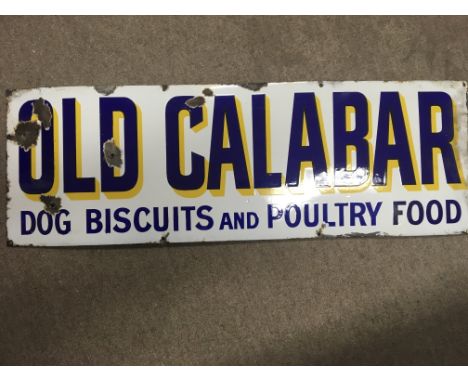 OLD CALABAR
DOG BISCUITS AND POULTRY FOOD